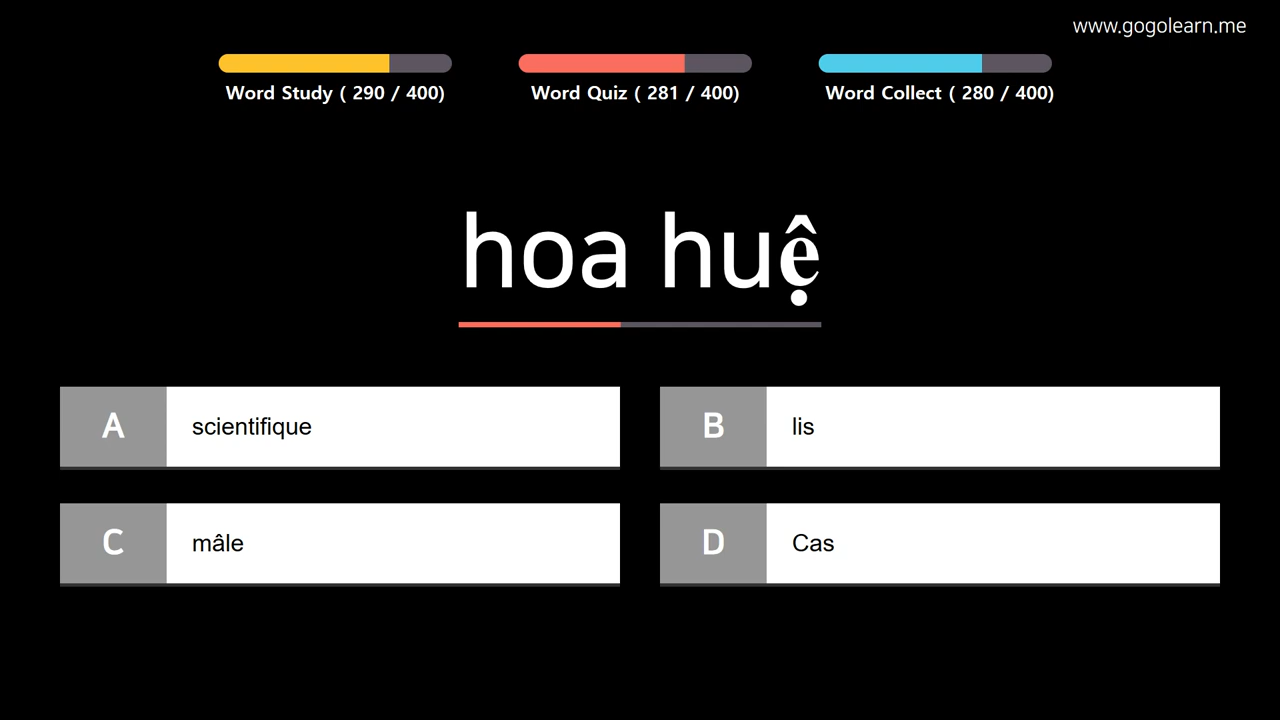 www.gogolearn.me
Word Study ( 290 / 400)
Word Quiz ( 281 / 400)
Word Collect ( 280 / 400)
hoa huệ
A scientifique
B lis
C mâle
D Cas